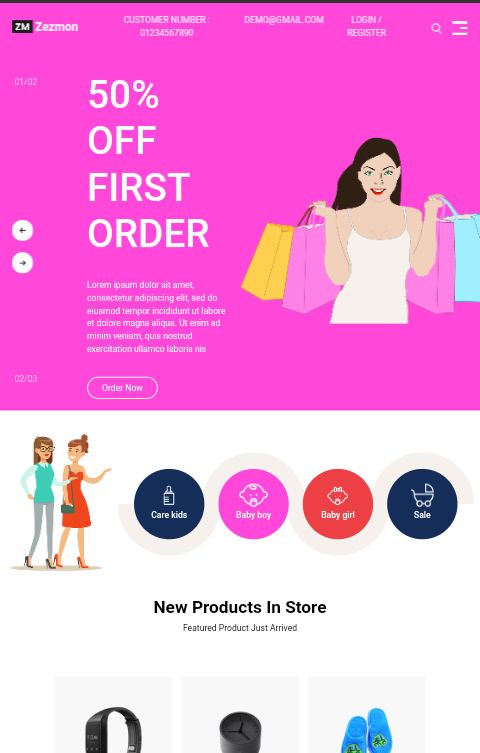 ZM Zezmon
CUSTOMER NUMBER :
01234567890
DEMO@GMAIL.COM
LOGIN /
REGISTER
01/02
50%
OFF
FIRST
ORDER
Lorem ipsum dolor sit amet,
consectetur adipiscing elit, sed do
eiusmod tempor incididunt ut labore
et dolore magna aliqua. Ut enim ad
minim veniam, quis nostrud
exercitation ullamco laboris nis
02/03
Order Now
Care kids
Baby boy
Baby girl
Sale
New Products In Store
Featured Product Just Arrived